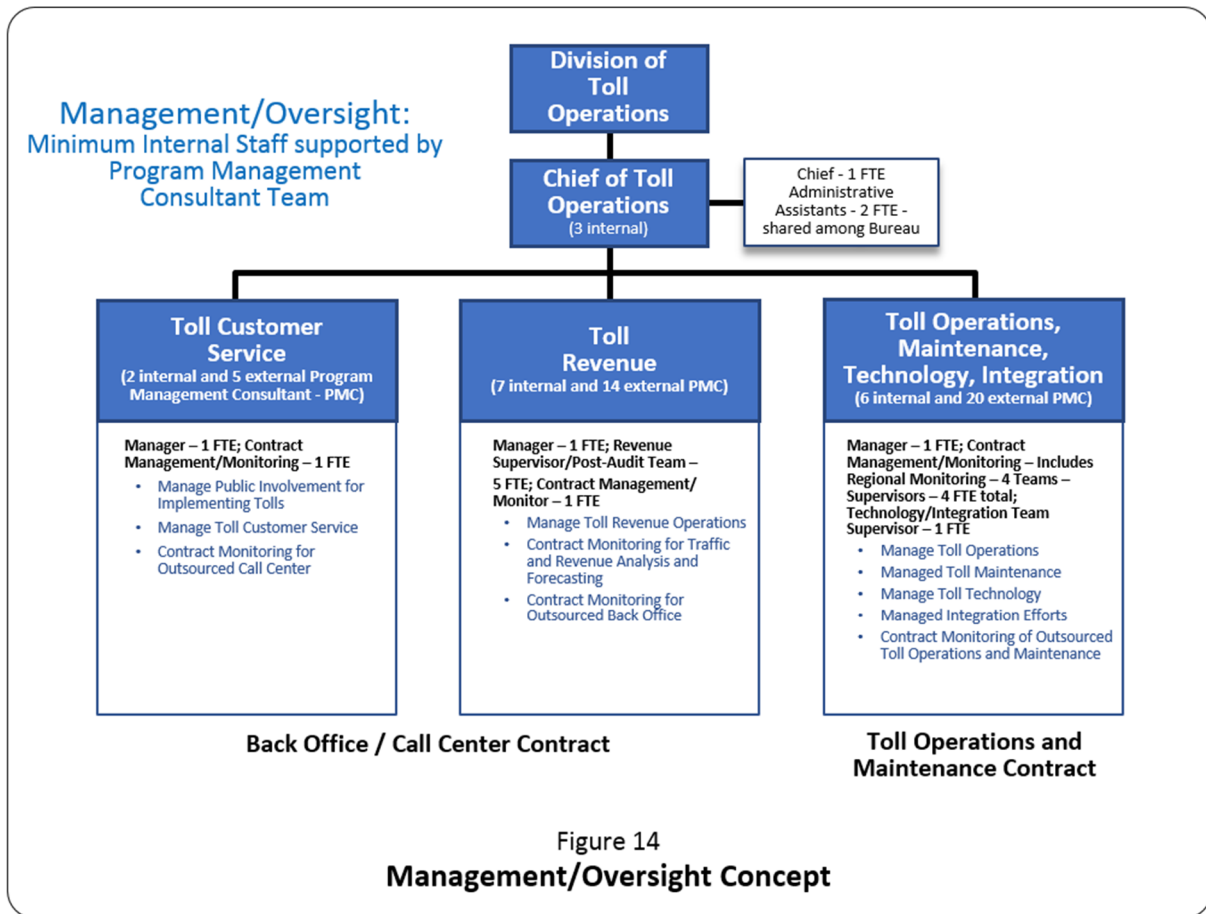 Management/Oversight:
Minimum Internal Staff supported by
Program Management
Consultant Team
Division of
Toll
Operations
Chief of Toll
Operations
(3 internal)
Chief - 1 FTE
Administrative
Assistants - 2 FTE -
shared among Bureau
Toll Customer
Service
(2 internal and 5 external Program
Management Consultant - PMC)
Manager – 1 FTE; Contract
Management/Monitoring – 1 FTE
• Manage Public Involvement for
Implementing Tolls
• Manage Toll Customer Service
• Contract Monitoring for
Outsourced Call Center
Toll
Revenue
(7 internal and 14 external PMC)
Manager – 1 FTE; Revenue
Supervisor/Post-Audit Team –
5 FTE; Contract Management/
Monitor – 1 FTE
• Manage Toll Revenue Operations
• Contract Monitoring for Traffic
and Revenue Analysis and
Forecasting
• Contract Monitoring for
Outsourced Back Office
Toll Operations,
Maintenance,
Technology, Integration
(6 internal and 20 external PMC)
Manager – 1 FTE; Contract
Management/Monitoring – Includes
Regional Monitoring – 4 Teams –
Supervisors – 4 FTE total;
Technology/Integration Team
Supervisor – 1 FTE
• Manage Toll Operations
• Managed Toll Maintenance
• Manage Toll Technology
• Managed Integration Efforts
• Contract Monitoring of Outsourced
Toll Operations and Maintenance
Back Office / Call Center Contract
Toll Operations and
Maintenance Contract
Figure 14
Management/Oversight Concept